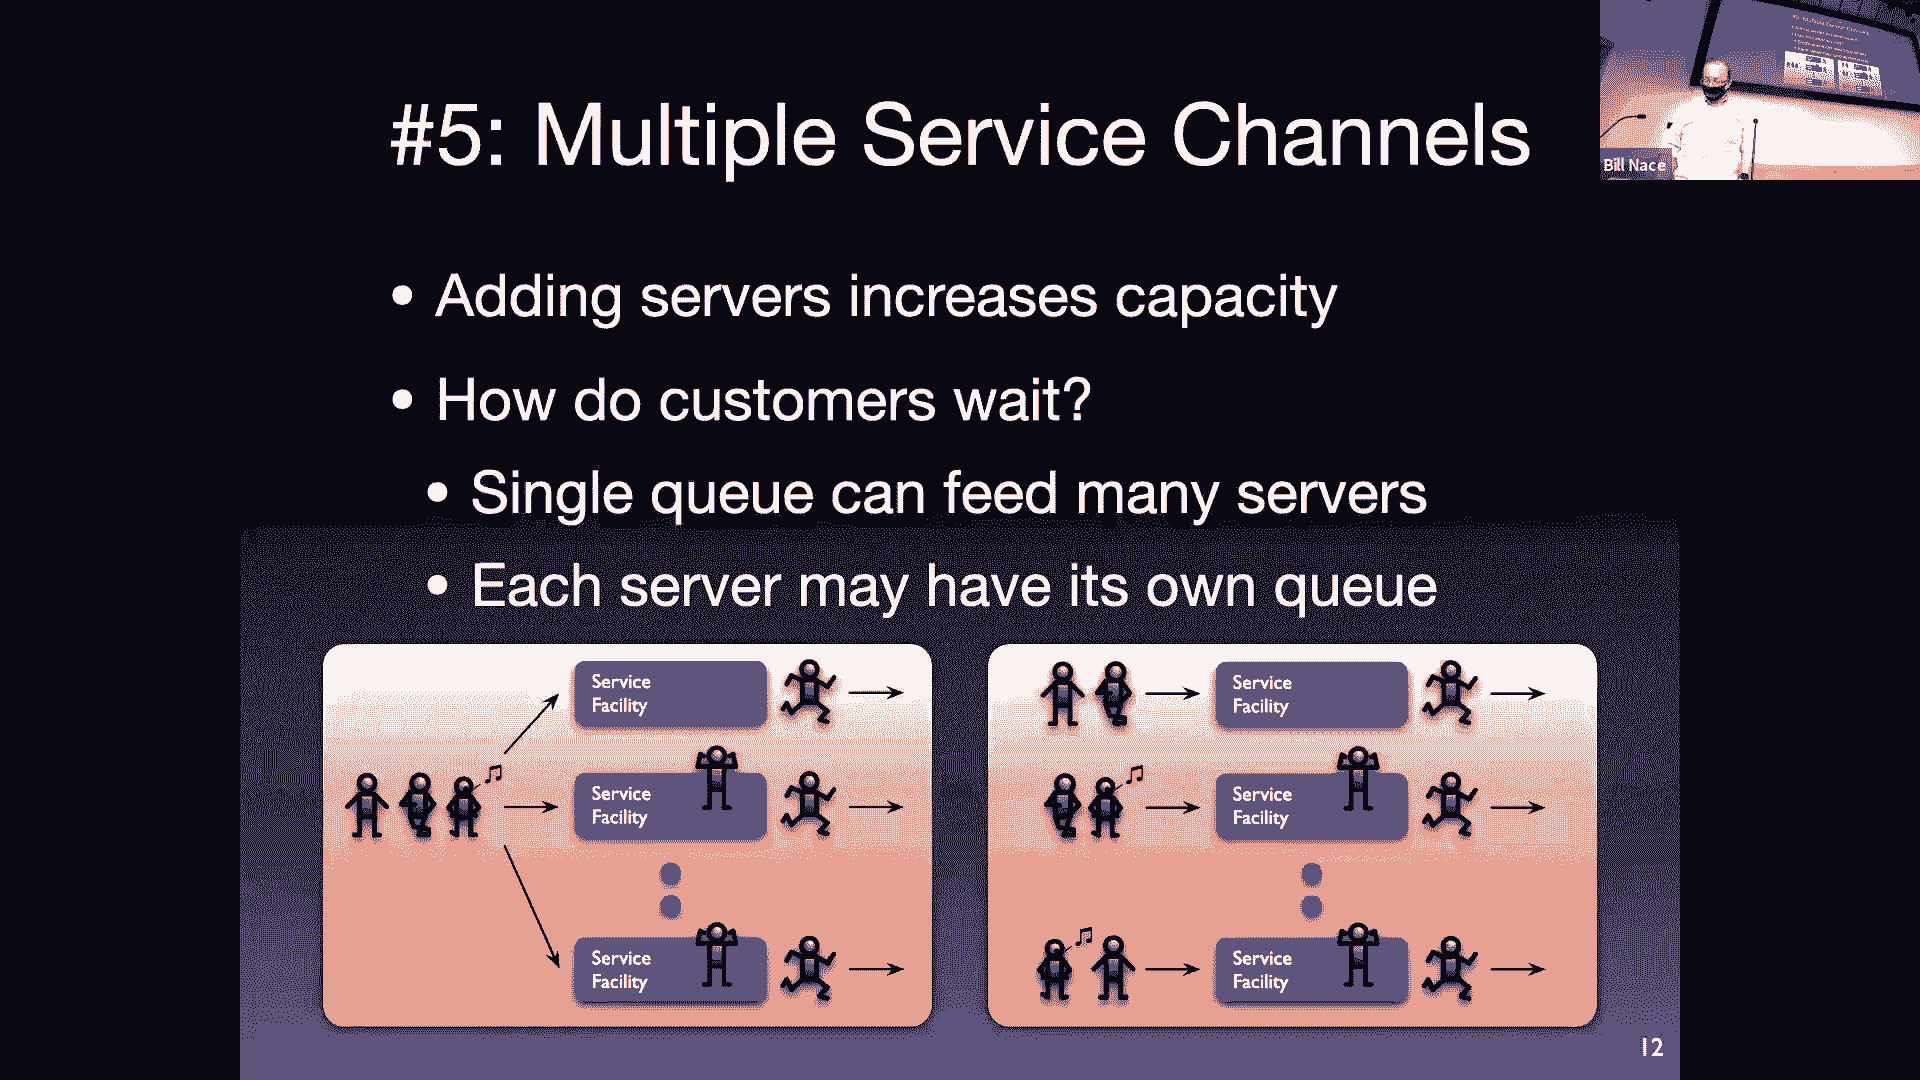 #5: Multiple Service Channels
Bill Nace
• Adding servers increases capacity
• How do customers wait?
• Single queue can feed many servers
• Each server may have its own queue
Service
Facility
Service
Facility
Service
Facility
Service
Facility
Service
Facility
Service
Facility
12